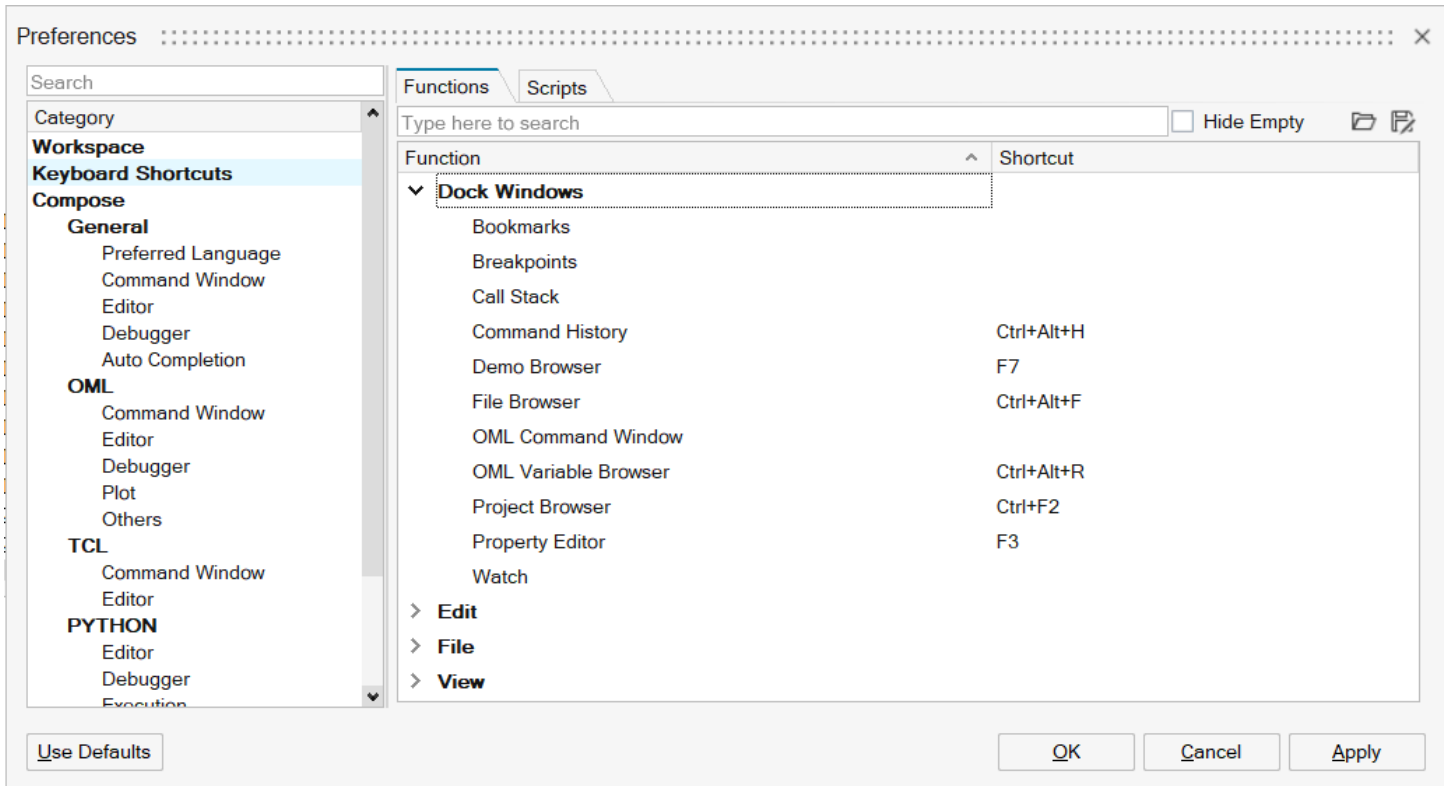 Preferences
Search
Category
Workspace
Keyboard Shortcuts
Compose
General
Preferred Language
Command Window
Editor
Debugger
Auto Completion
OML
Command Window
Editor
Debugger
Plot
Others
TCL
Command Window
Editor
PYTHON
Editor
Debugger
Execution
Functions Scripts
Type here to search Hide Empty
Function Shortcut
Dock Windows
Bookmarks
Breakpoints
Call Stack
Command History Ctrl+Alt+H
Demo Browser F7
File Browser Ctrl+Alt+F
OML Command Window
OML Variable Browser Ctrl+Alt+R
Project Browser Ctrl+F2
Property Editor F3
Watch
Edit
File
View
Use Defaults OK Cancel Apply